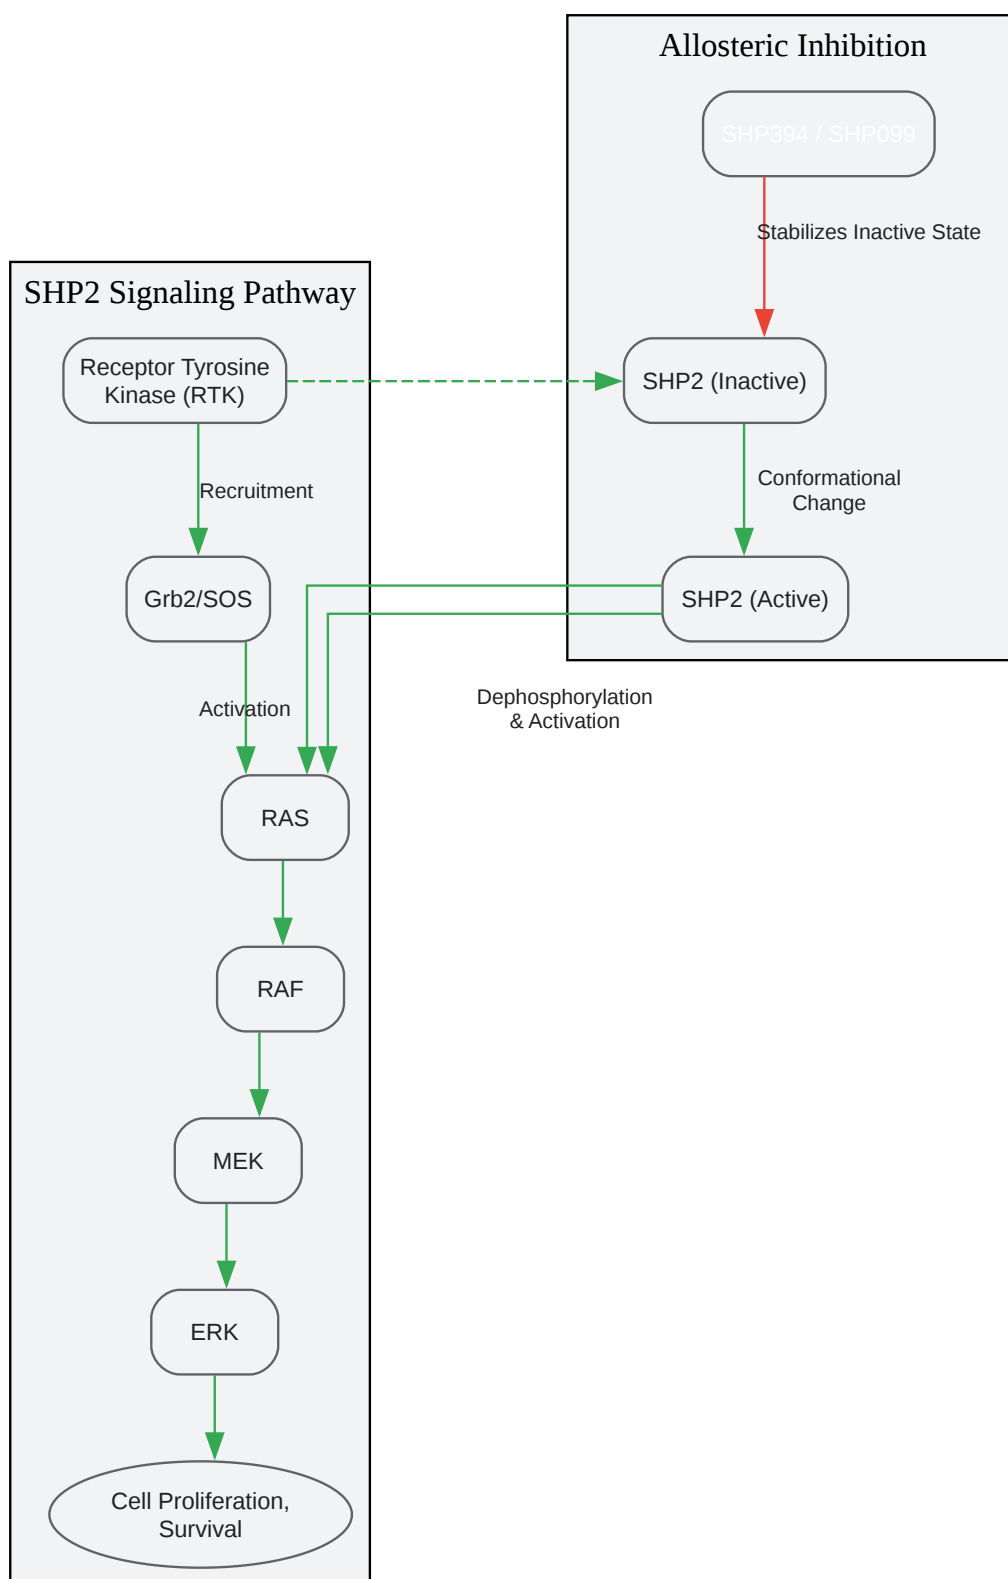 Allosteric Inhibition
SHP394 / SHP099
Stabilizes Inactive State
SHP2 Signaling Pathway
Receptor Tyrosine
Kinase (RTK)
SHP2 (Inactive)
Recruitment
Conformational
Change
Grb2/SOS
SHP2 (Active)
Activation
Dephosphorylation
& Activation
RAS
RAF
MEK
ERK
Cell Proliferation,
Survival